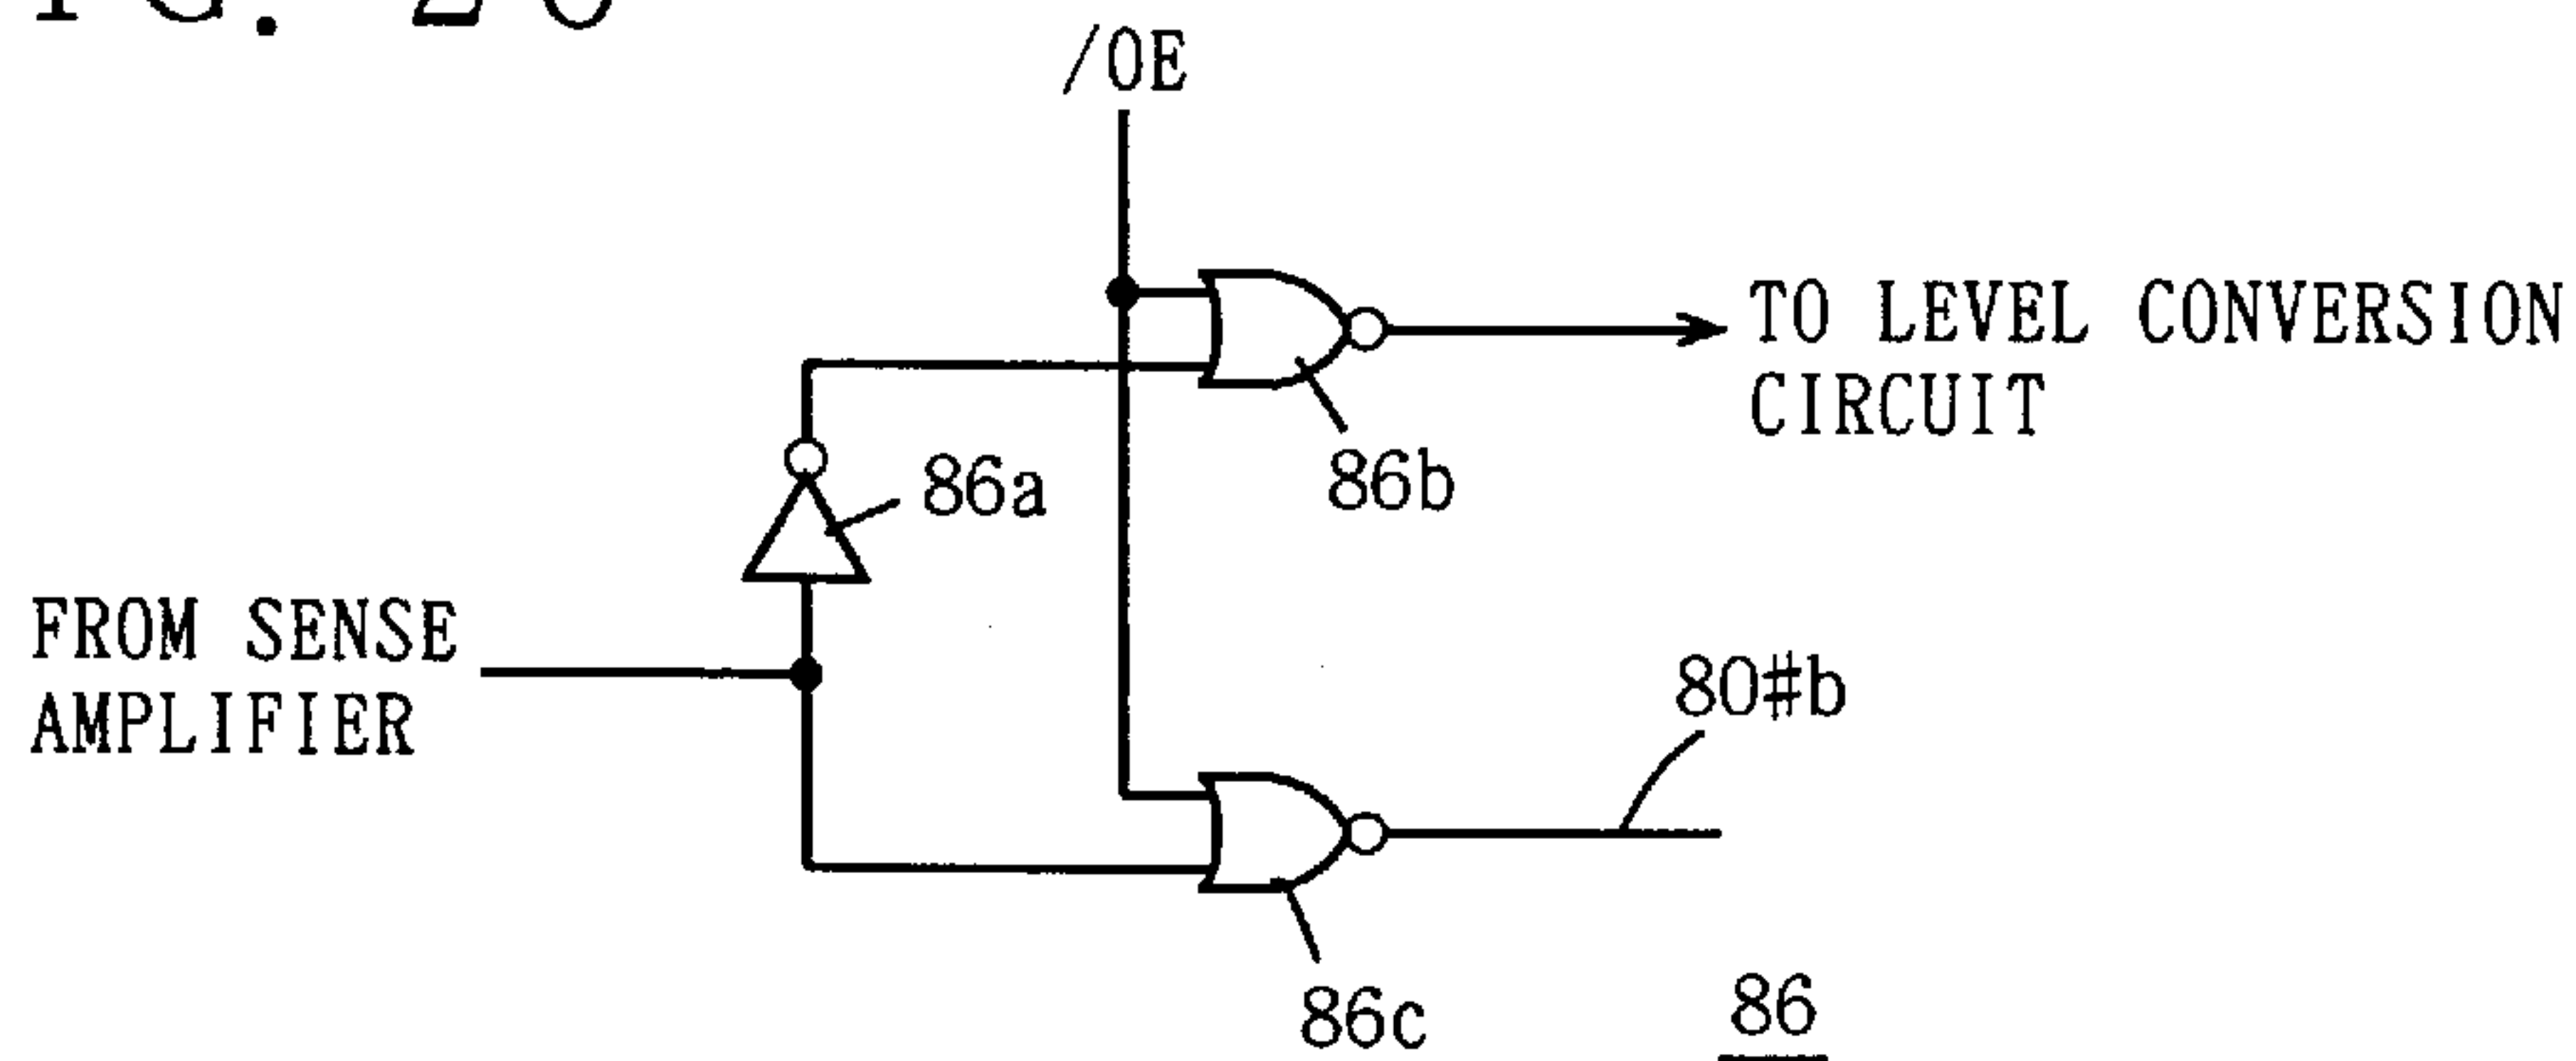 /OE
TO LEVEL CONVERSION
CIRCUIT
86b
86a
FROM SENSE
AMPLIFIER
80#b
86c
86